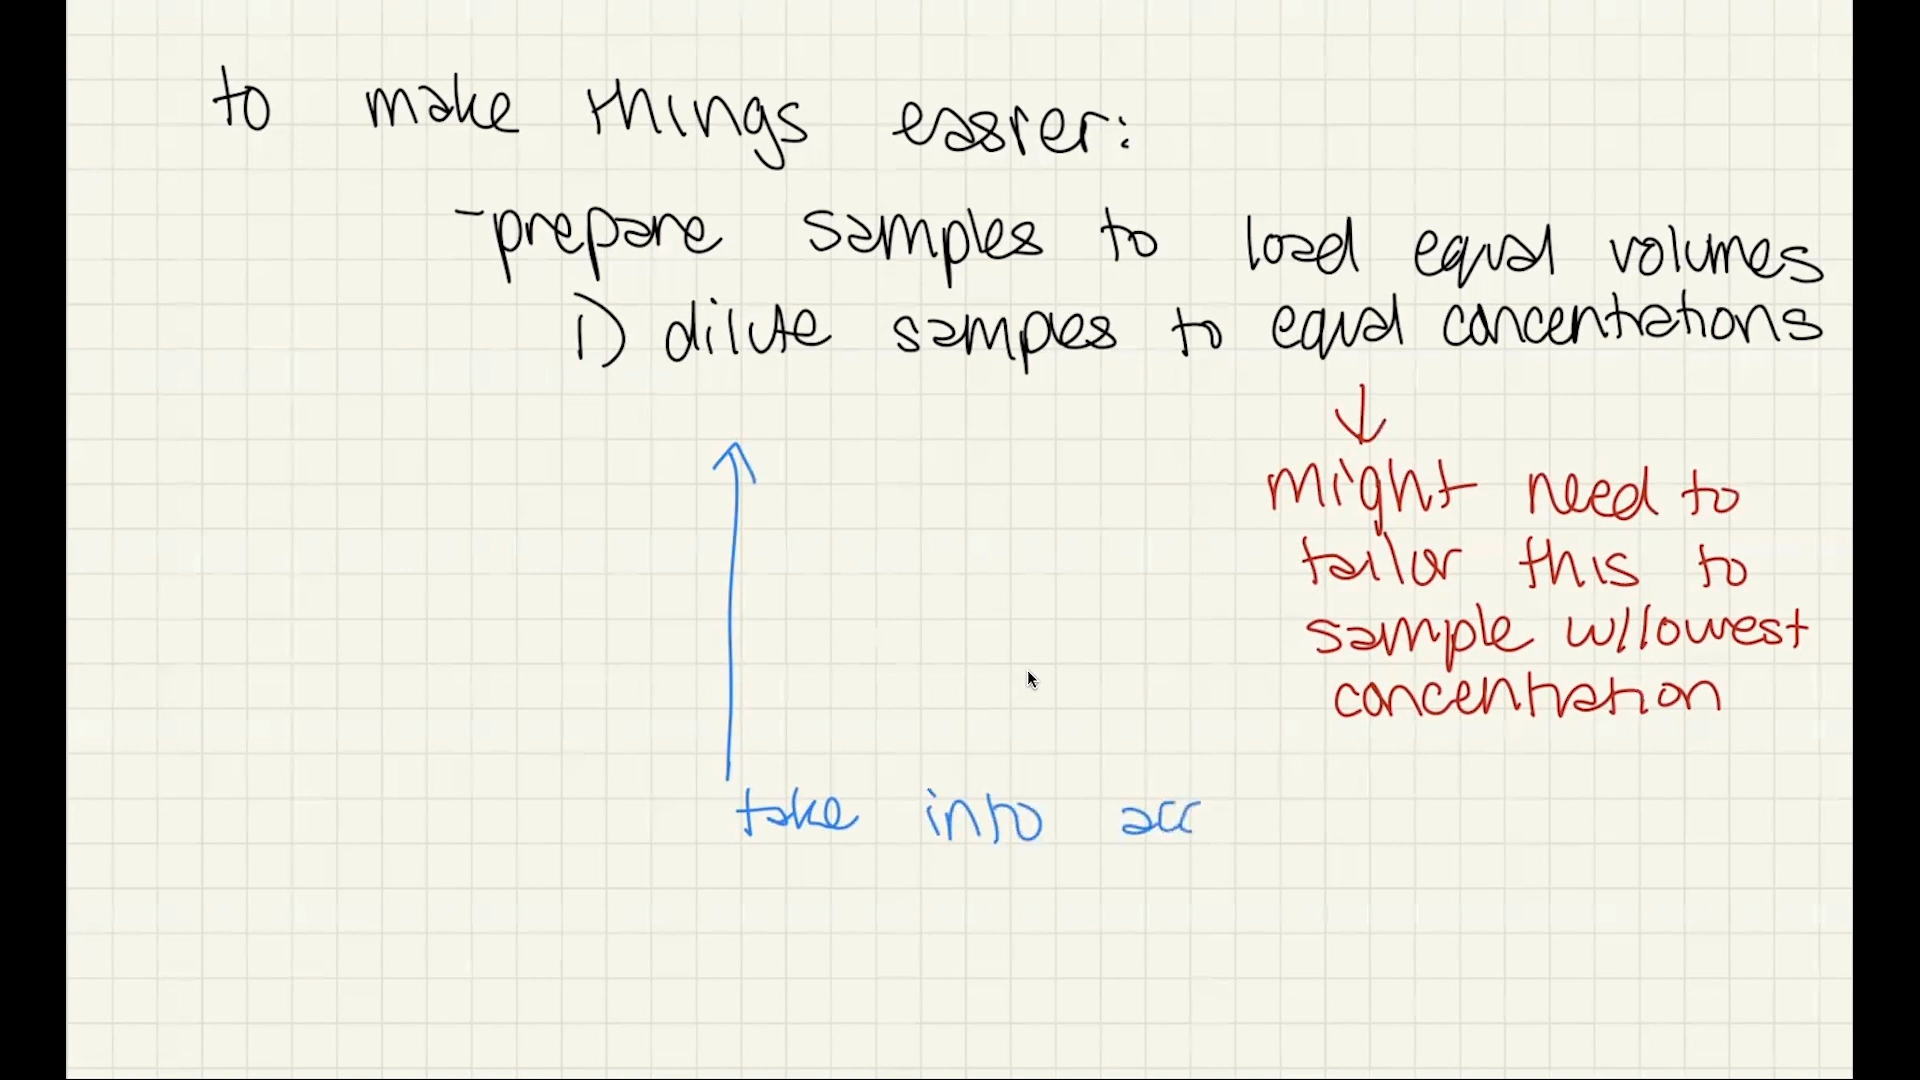 to make things easier:
-prepare samples to load equal volumes
1) dilute samples to equal concentrations
might need to
tailor this to
sample w/lowest
concentration
take into acc